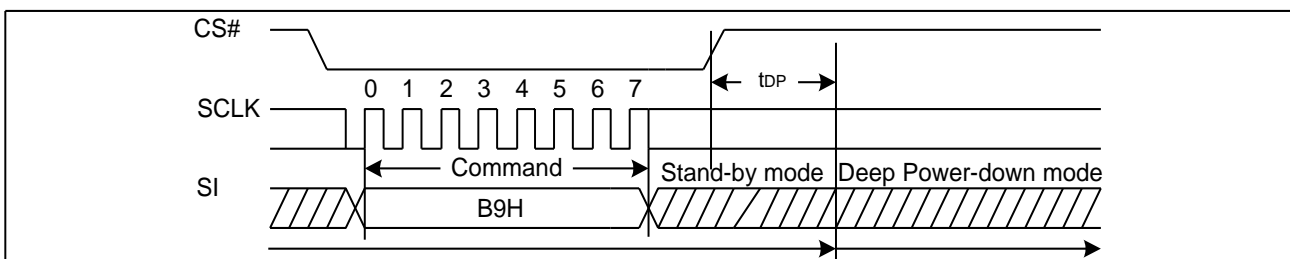 CS#
tDP
0 1 2 3 4 5 6 7
SCLK
Command
Stand-by mode Deep Power-down mode
SI
B9H